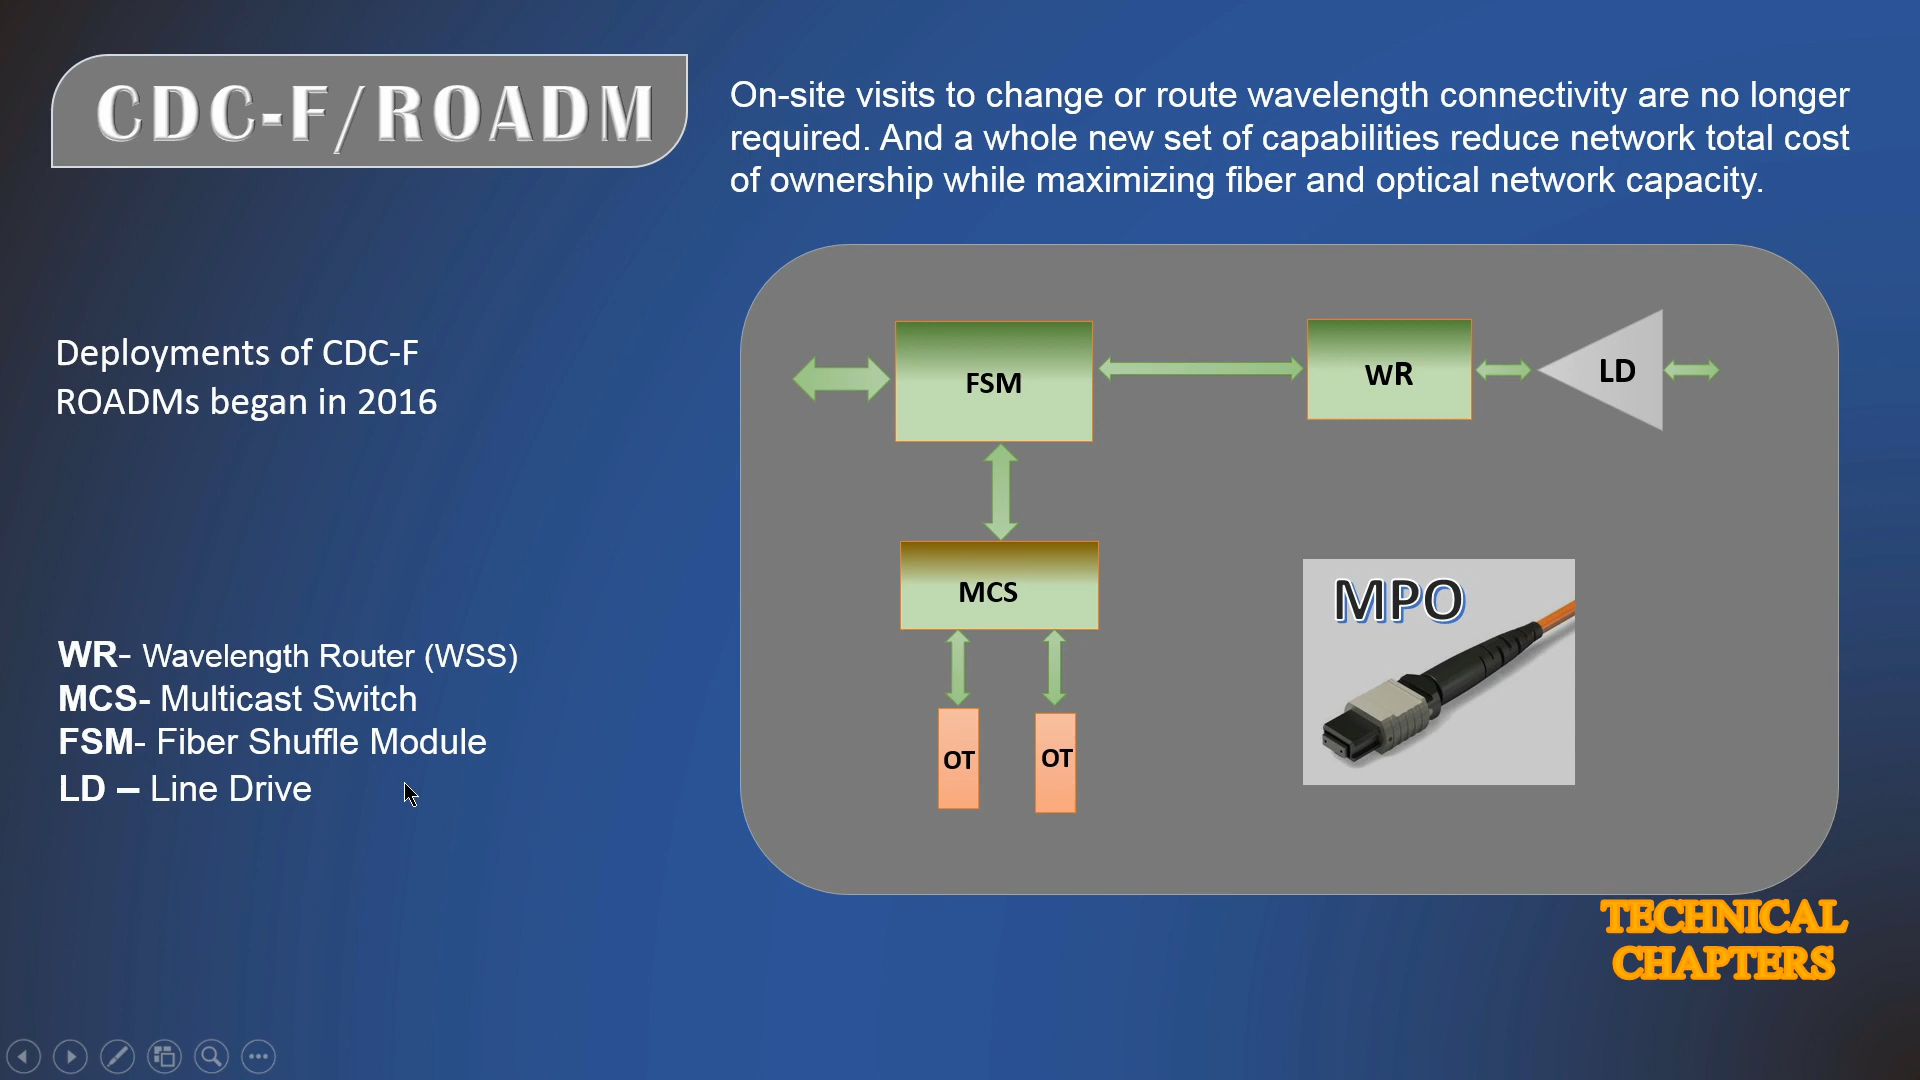 CDC-F/ROADM
On-site visits to change or route wavelength connectivity are no longer
required. And a whole new set of capabilities reduce network total cost
of ownership while maximizing fiber and optical network capacity.
Deployments of CDC-F
ROADMs began in 2016
WR- Wavelength Router (WSS)
MCS- Multicast Switch
FSM- Fiber Shuffle Module
LD – Line Drive
FSM
WR
LD
MCS
OT
OT
MPO
TECHNICAL
CHAPTERS